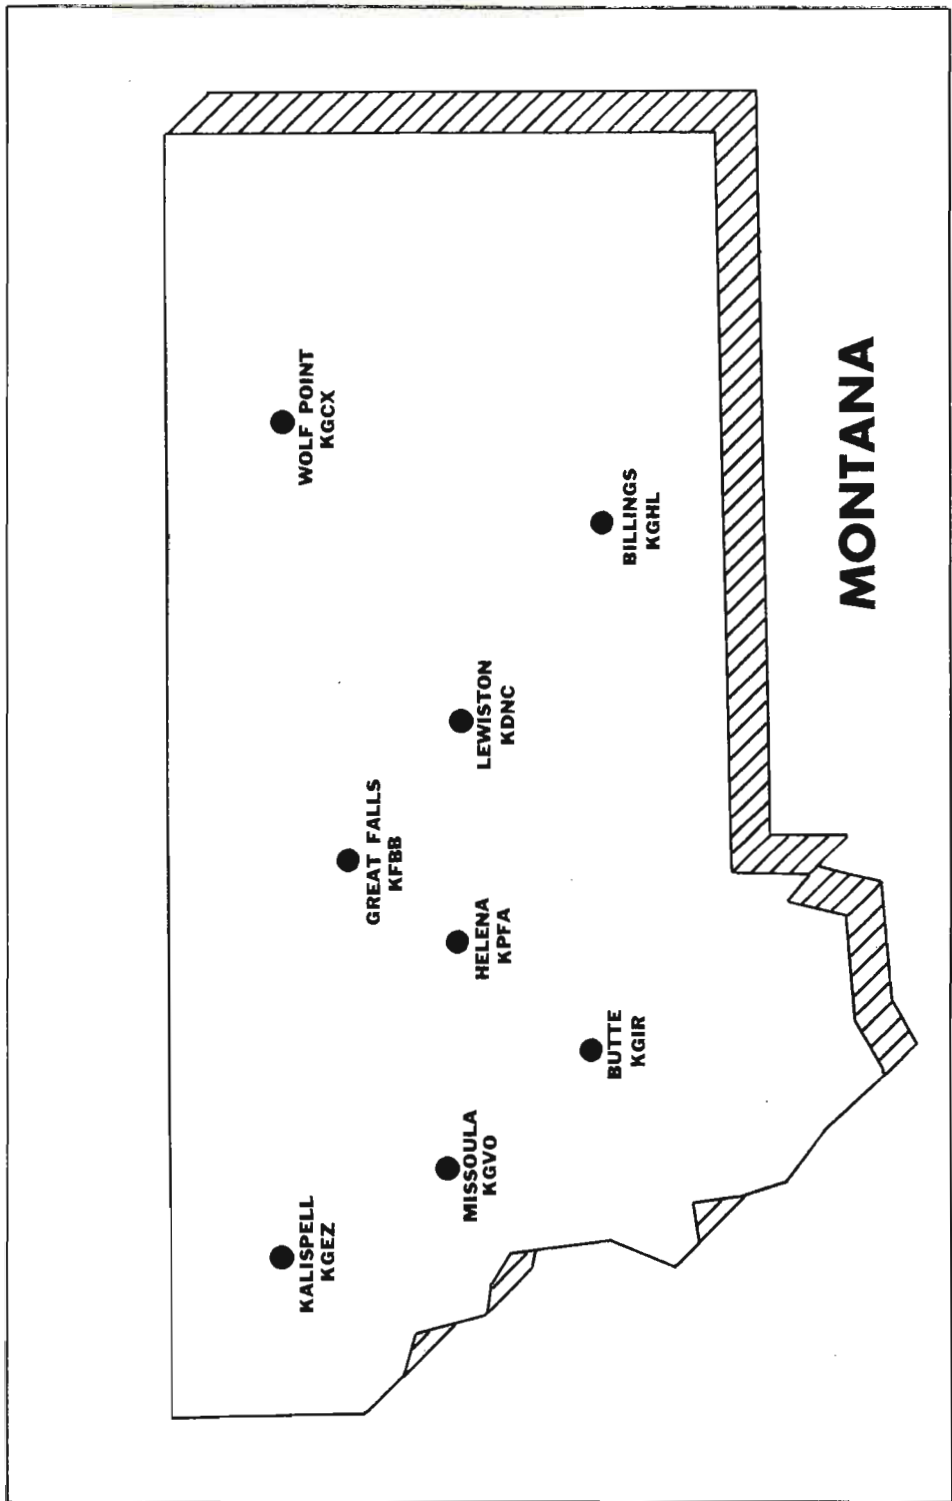 KALISPELL
KGEZ
WOLF POINT
KGCX
GREAT FALLS
KFBB
MISSOULA
KGVO
HELENA
KPFA
LEWISTON
KDNC
BUTTE
KGIR
BILLINGS
KGHL
MONTANA